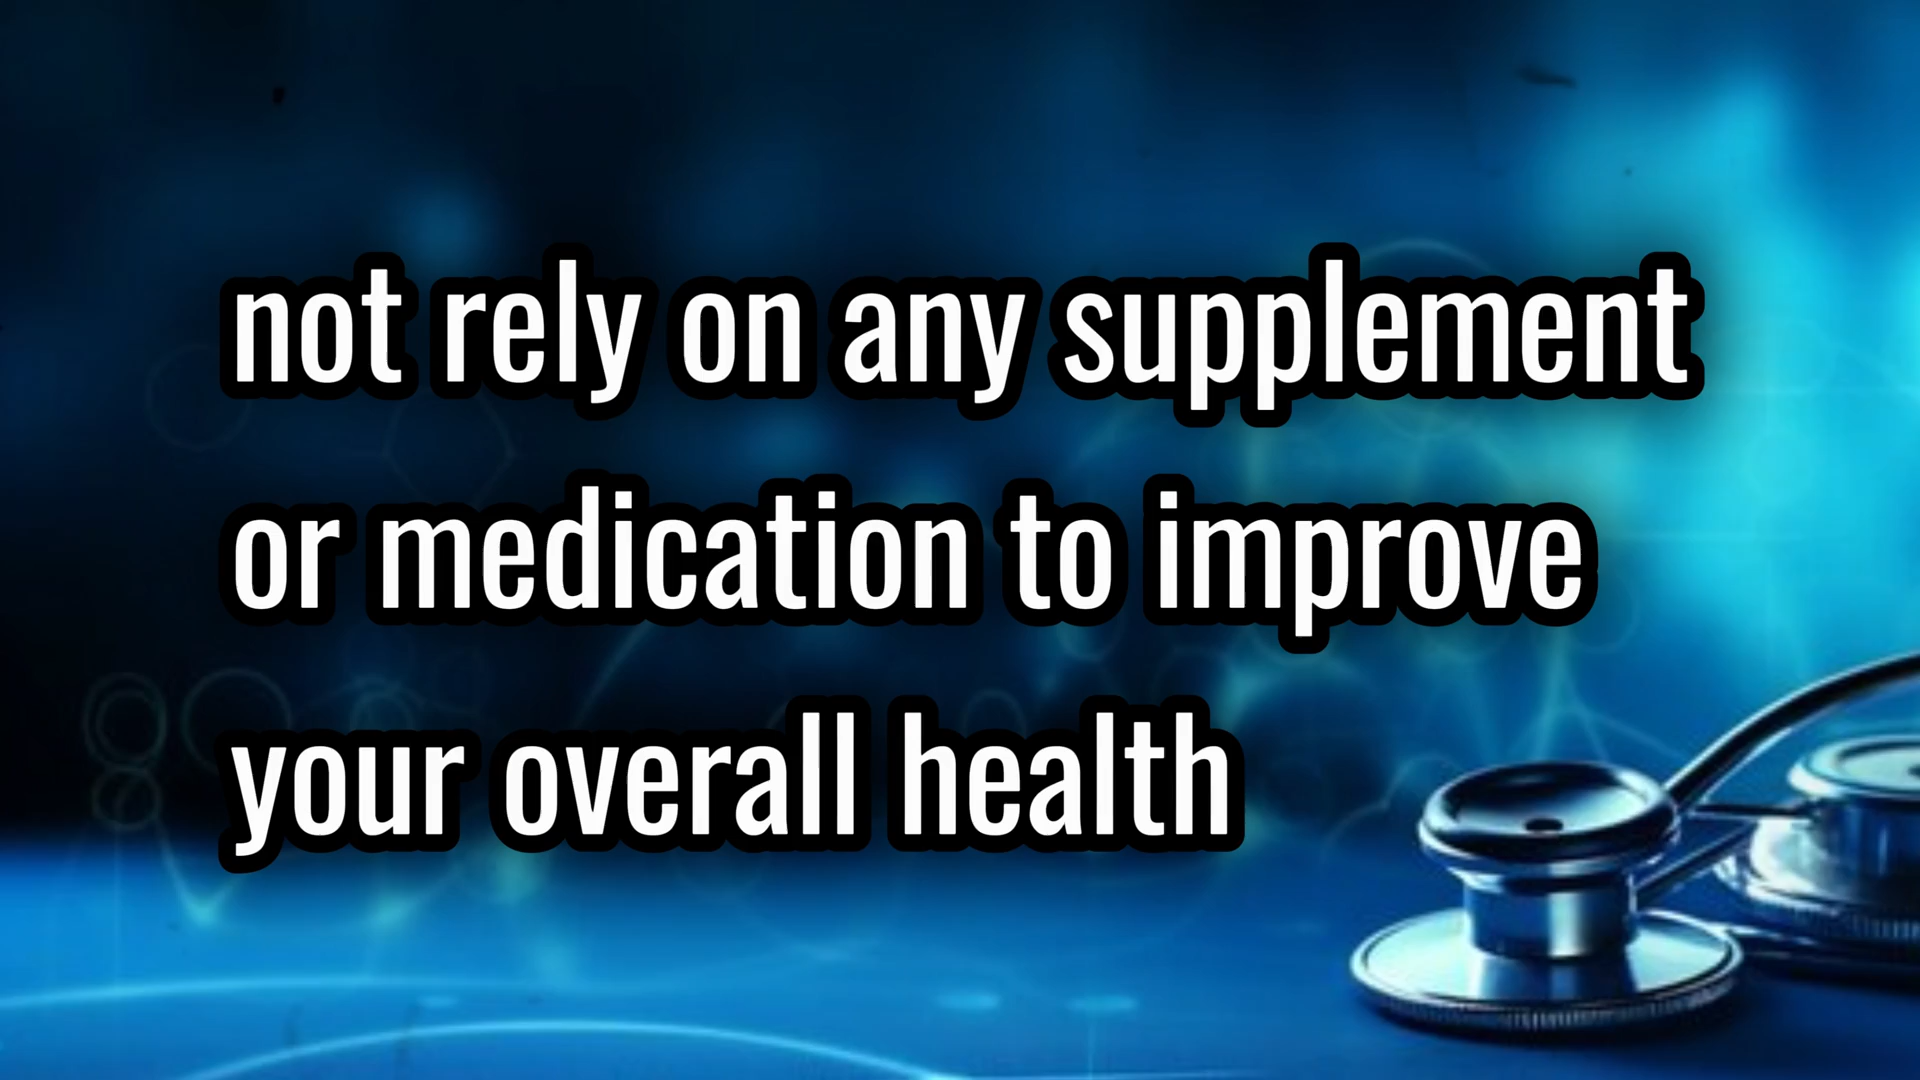 not rely on any supplement
or medication to improve
your overall health